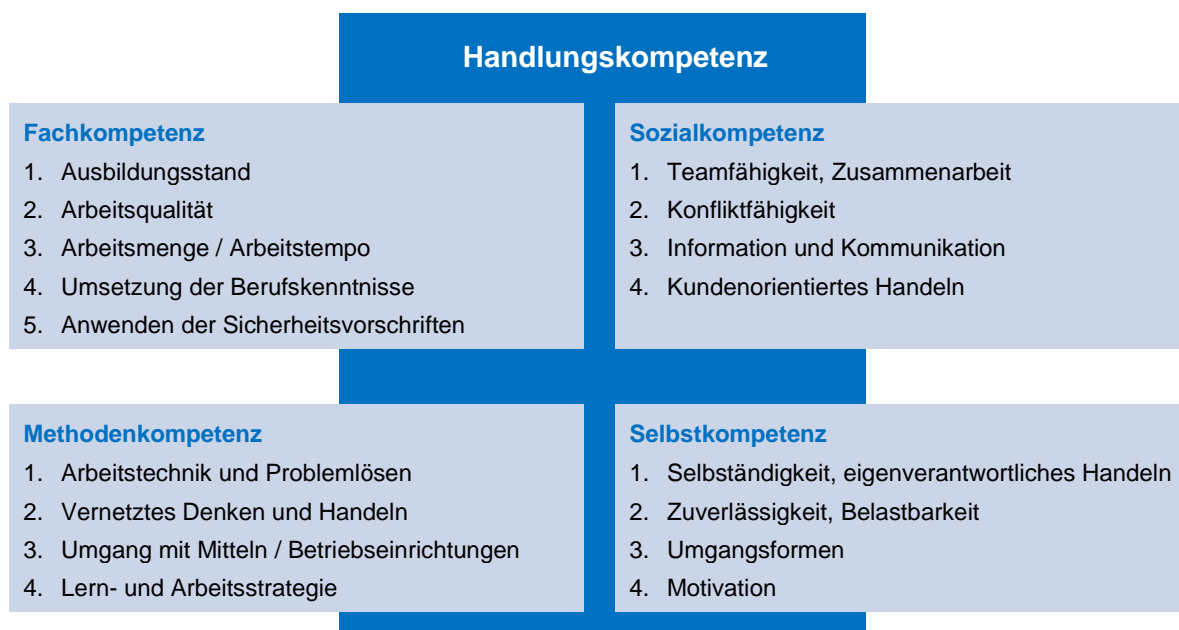 Handlungskompetenz
Fachkompetenz
1. Ausbildungsstand
2. Arbeitsqualität
3. Arbeitsmenge / Arbeitstempo
4. Umsetzung der Berufskenntnisse
5. Anwenden der Sicherheitsvorschriften
Sozialkompetenz
1. Teamfähigkeit, Zusammenarbeit
2. Konfliktfähigkeit
3. Information und Kommunikation
4. Kundenorientiertes Handeln
Methodenkompetenz
1. Arbeitstechnik und Problemlösen
2. Vernetztes Denken und Handeln
3. Umgang mit Mitteln / Betriebseinrichtungen
4. Lern- und Arbeitsstrategie
Selbstkompetenz
1. Selbständigkeit, eigenverantwortliches Handeln
2. Zuverlässigkeit, Belastbarkeit
3. Umgangsformen
4. Motivation